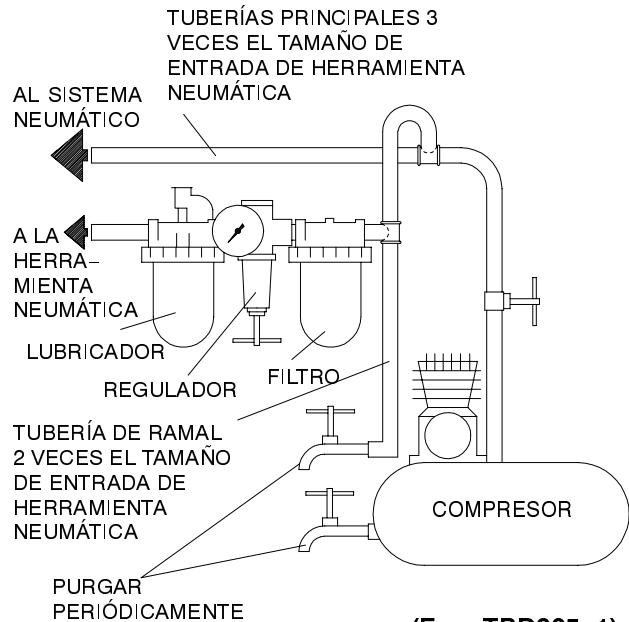 TUBERÍAS PRINCIPALES 3
VECES EL TAMAÑO DE
ENTRADA DE HERRAMIENTA
NEUMÁTICA
AL SISTEMA
NEUMÁTICO
A LA
HERRA–
MIENTA
NEUMÁTICA
LUBRICADOR
REGULADOR
FILTRO
TUBERÍA DE RAMAL
2 VECES EL TAMAÑO
DE ENTRADA DE
HERRAMIENTA
NEUMÁTICA
COMPRESOR
PURGAR
PERIÓDICAMENTE